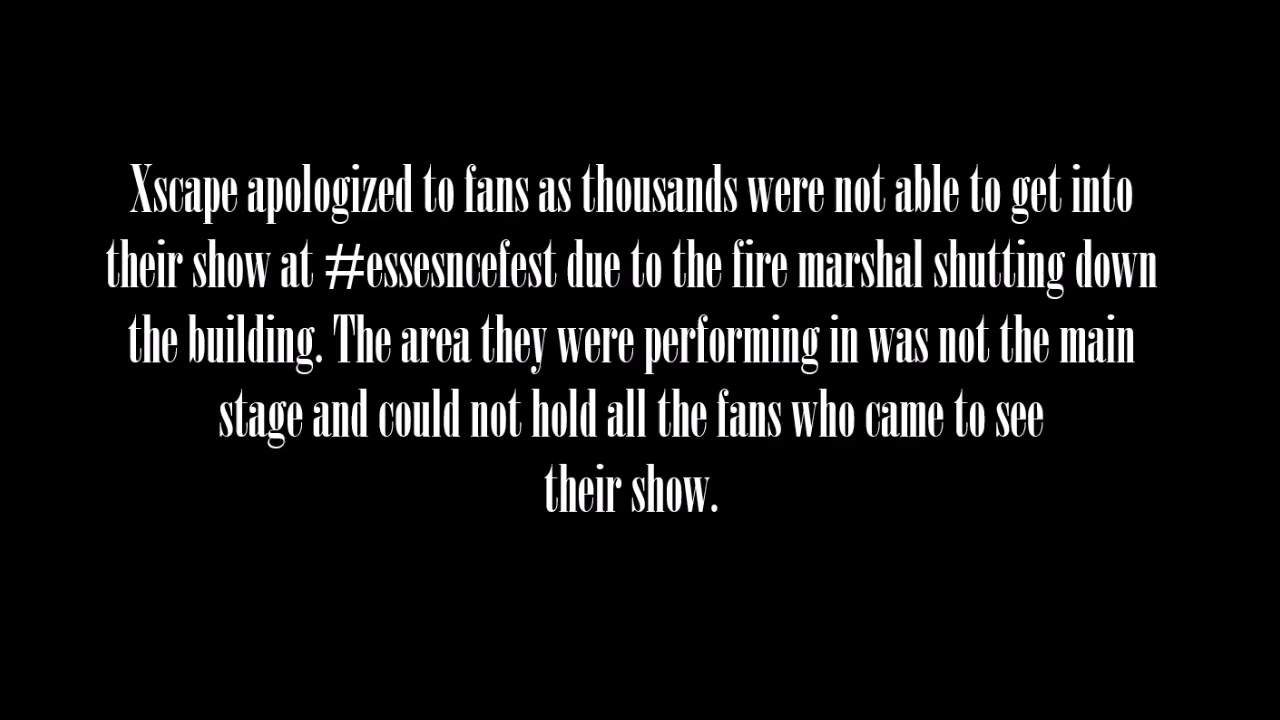 Xscape apologized to fans as thousands were not able to get into
their show at #essesncefest due to the fire marshal shutting down
the building. The area they were performing in was not the main
stage and could not hold all the fans who came to see
their show.